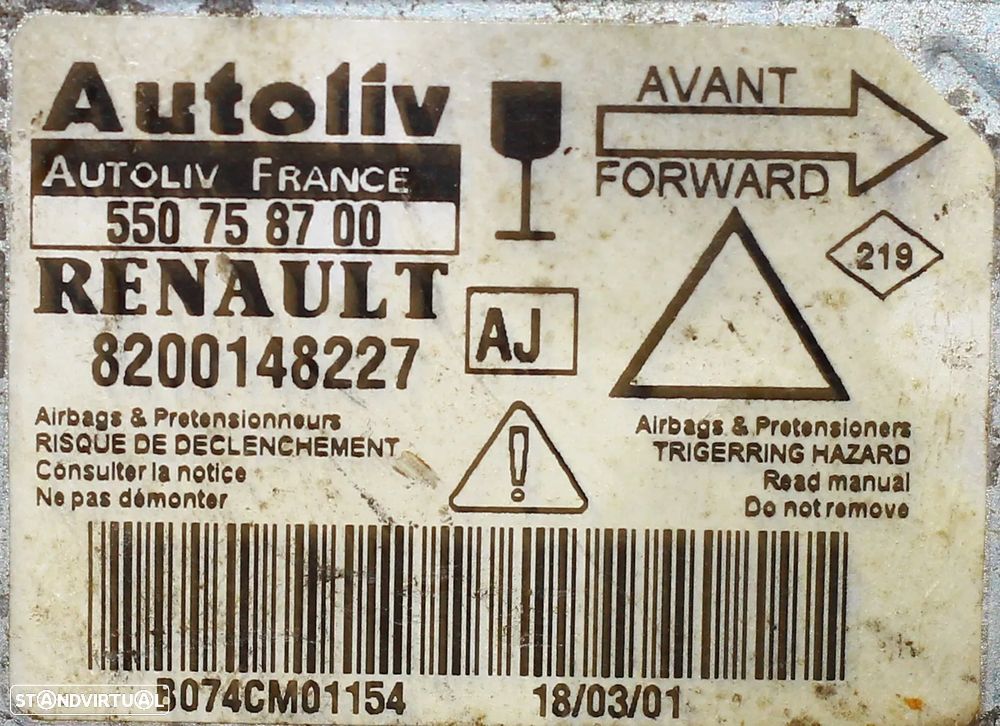 Autoliv
AUTOLIV FRANCE
550 75 87 00
RENAULT
8200148227
AJ
AVANT
FORWARD
219
Airbags & Pretensionneurs
RISQUE DE DECLENCHEMENT
Consulter la notice
Ne pas démonter
Airbags & Pretensioners
TRIGERRING HAZARD
Read manual
Do not remove
B074CM01154
18/03/01
STANDVIRTUAL